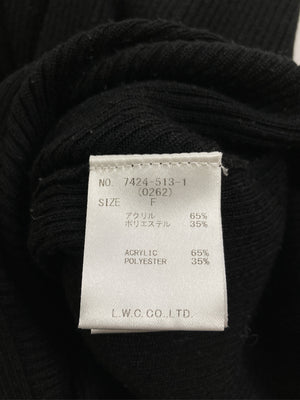 NO. 7424-513-1
(0262)
SIZE F
アクリル 65%
ポリエステル 35%
ACRYLIC 65%
POLYESTER 35%
L.W.C.CO.,LTD.